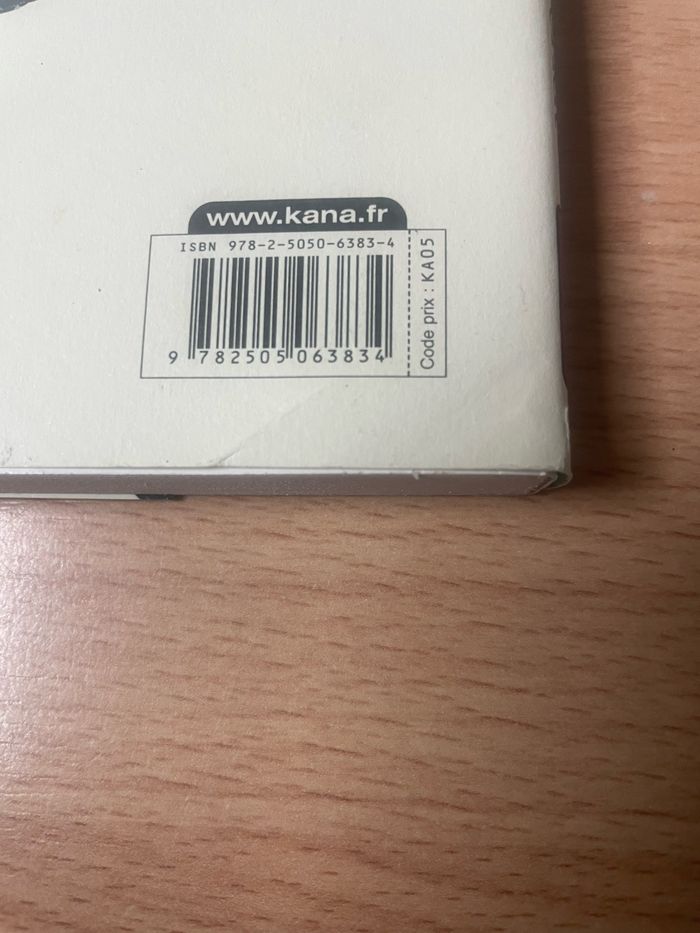 www.kana.fr
ISBN 978-2-5050-6383-4
9 782505 063834
Code prix : KA05